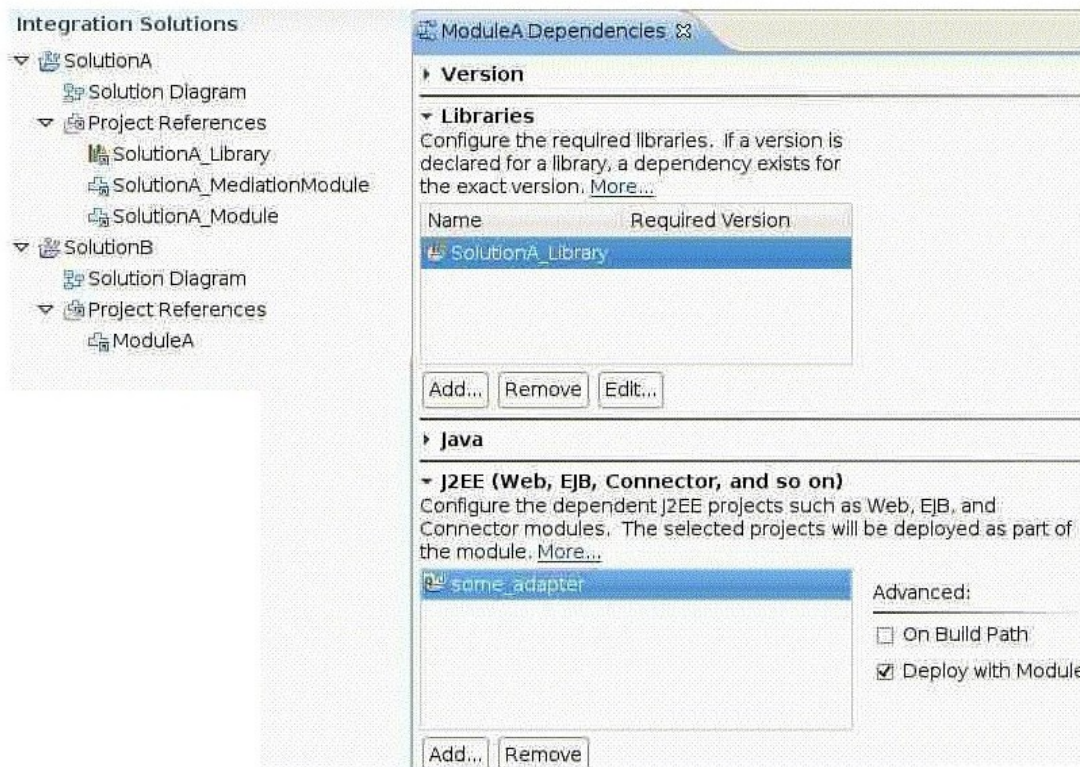 Integration Solutions
SolutionA
Solution Diagram
Project References
SolutionA_Library
SolutionA_MediationModule
SolutionA_Module
SolutionB
Solution Diagram
Project References
ModuleA
ModuleA Dependencies
Version
Libraries
Configure the required libraries. If a version is
declared for a library, a dependency exists for
the exact version. More...
Name Required Version
SolutionA_Library
Add... Remove Edit...
Java
J2EE (Web, EJB, Connector, and so on)
Configure the dependent J2EE projects such as Web, EJB, and
Connector modules. The selected projects will be deployed as part of
the module. More...
some_adapter
Advanced:
On Build Path
Deploy with Module
Add... Remove